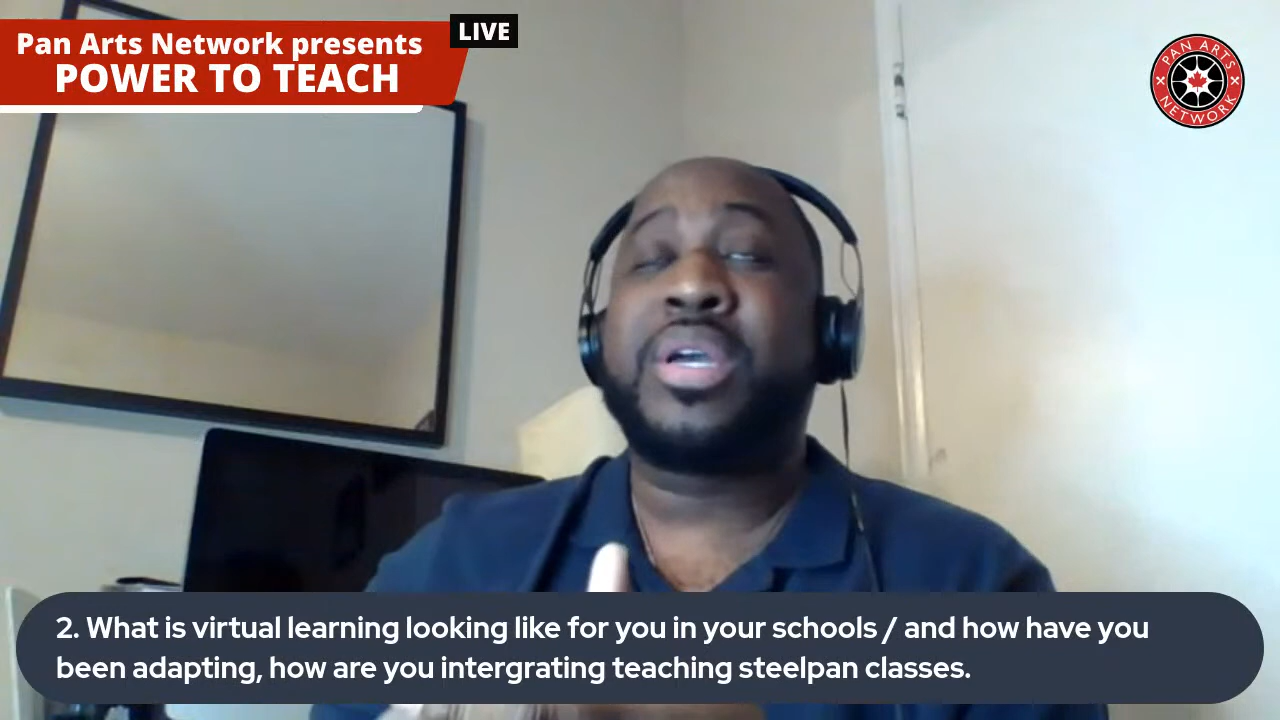 Pan Arts Network presents
POWER TO TEACH
LIVE
PAN ARTS
NETWORK
2. What is virtual learning looking like for you in your schools / and how have you
been adapting, how are you intergrating teaching steelpan classes.